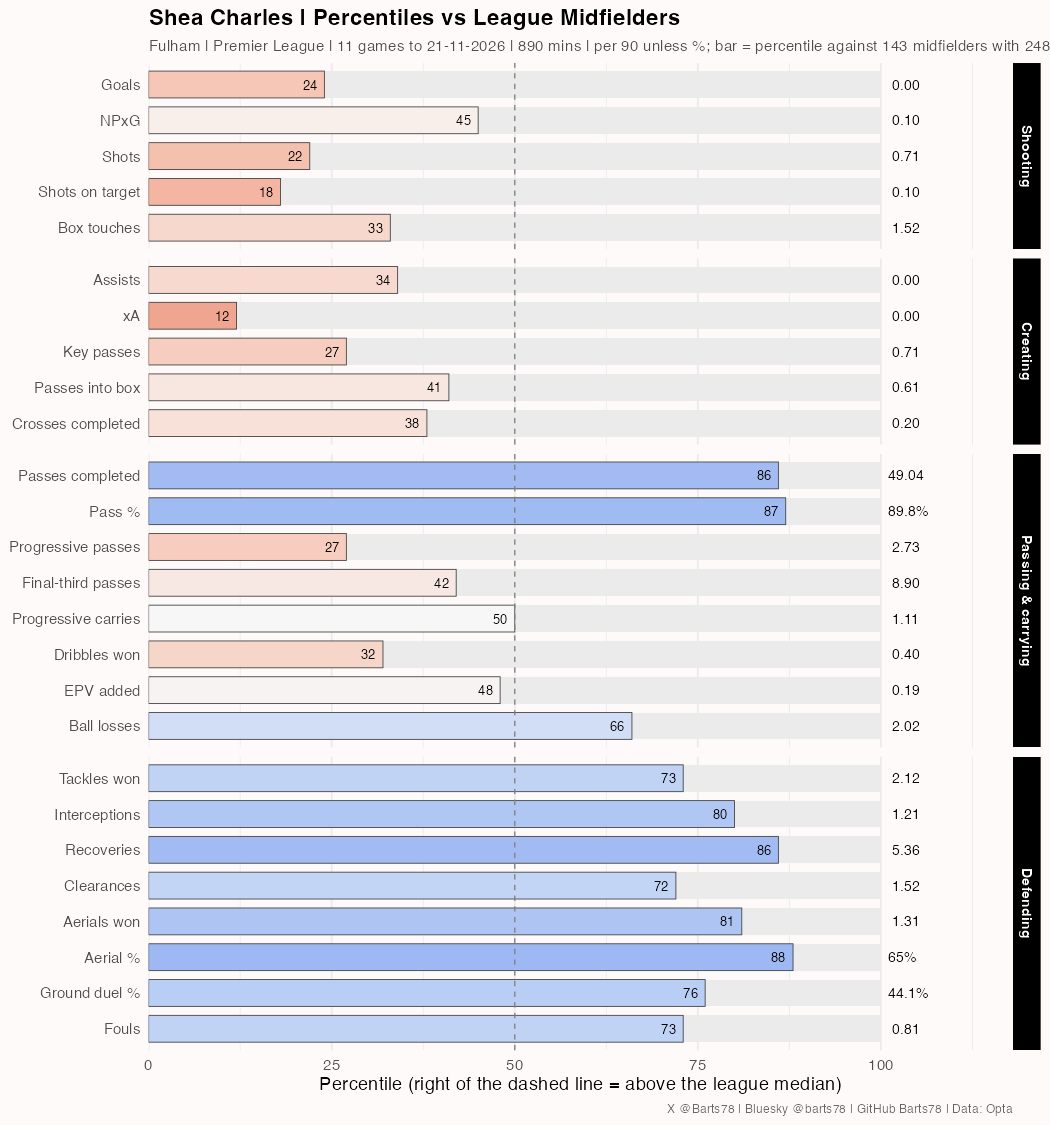 Shea Charles | Percentiles vs League Midfielders
Fulham | Premier League | 11 games to 21-11-2026 | 890 mins | per 90 unless %; bar = percentile against 143 midfielders with 248
Goals 24 0.00
NPxG 45 0.10
Shots 22 0.71
Shots on target 18 0.10
Box touches 33 1.52
Shooting
Assists 34 0.00
xA 12 0.00
Key passes 27 0.71
Passes into box 41 0.61
Crosses completed 38 0.20
Creating
Passes completed 86 49.04
Pass % 87 89.8%
Progressive passes 27 2.73
Final-third passes 42 8.90
Progressive carries 50 1.11
Dribbles won 32 0.40
EPV added 48 0.19
Ball losses 66 2.02
Passing & carrying
Tackles won 73 2.12
Interceptions 80 1.21
Recoveries 86 5.36
Clearances 72 1.52
Aerials won 81 1.31
Aerial % 88 65%
Ground duel % 76 44.1%
Fouls 73 0.81
Defending
0 25 50 75 100
Percentile (right of the dashed line = above the league median)
X @Barts78 | Bluesky @barts78 | GitHub Barts78 | Data: Opta